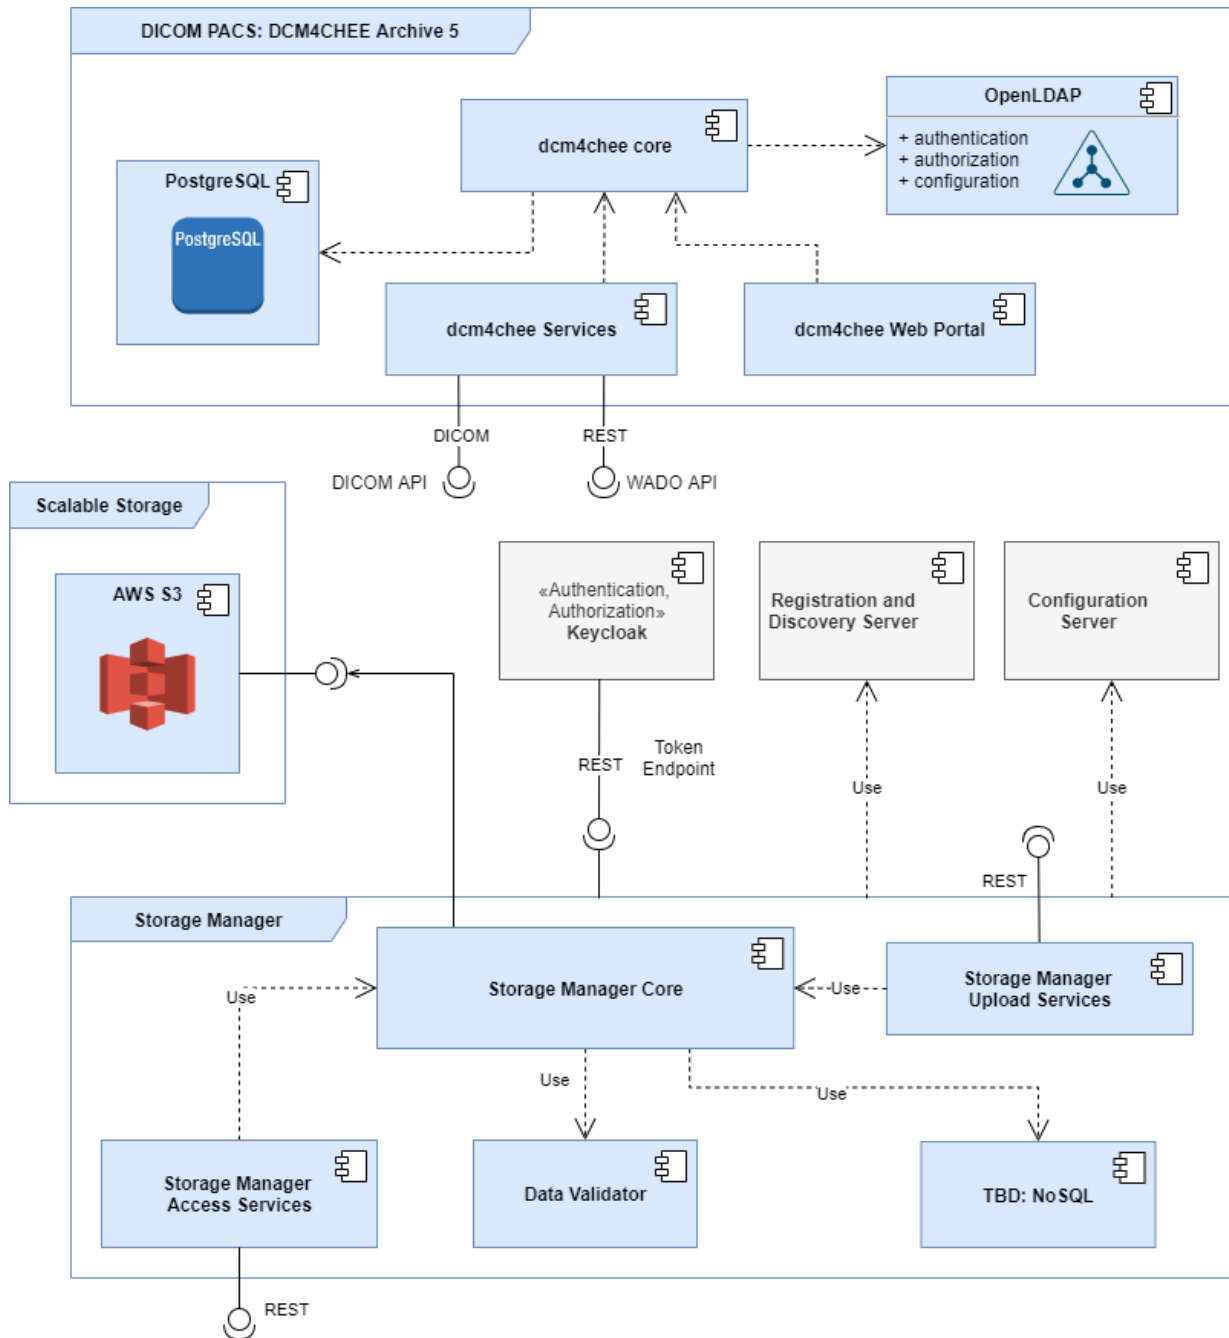 DICOM PACS: DCM4CHEE Archive 5
OpenLDAP
+ authentication
+ authorization
+ configuration
dcm4chee core
PostgreSQL
PostgreSQL
dcm4chee Services
dcm4chee Web Portal
DICOM
REST
DICOM API
WADO API
Scalable Storage
AWS S3
«Authentication,
Authorization»
Keycloak
Registration and
Discovery Server
Configuration
Server
REST
Token
Endpoint
Use
Use
REST
Storage Manager
Storage Manager Core
Storage Manager
Upload Services
Use
Use
Use
Use
Storage Manager
Access Services
Data Validator
TBD: NoSQL
REST